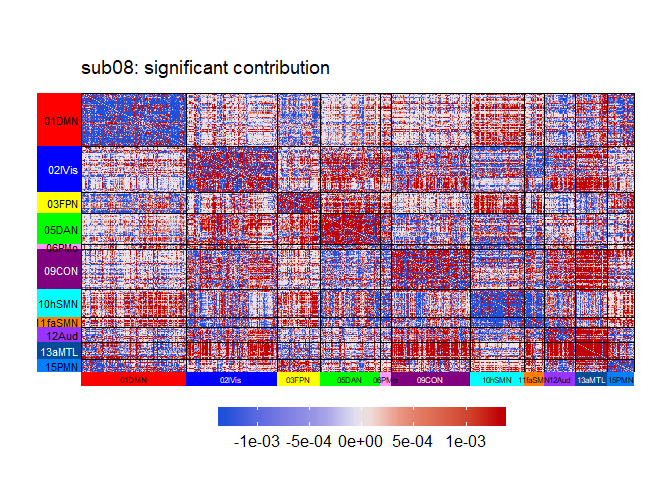 sub08: significant contribution
01DMN
02lVis
03FPN
05DAN
06PMo
09CON
10hSMN
11faSMN
12Aud
13aMTL
15PMN
01DMN 02lVis 03FPN 05DAN 06PMo 09CON 10hSMN 11faSMN 12Aud 13aMTL 15PMN
-1e-03 -5e-04 0e+00 5e-04 1e-03